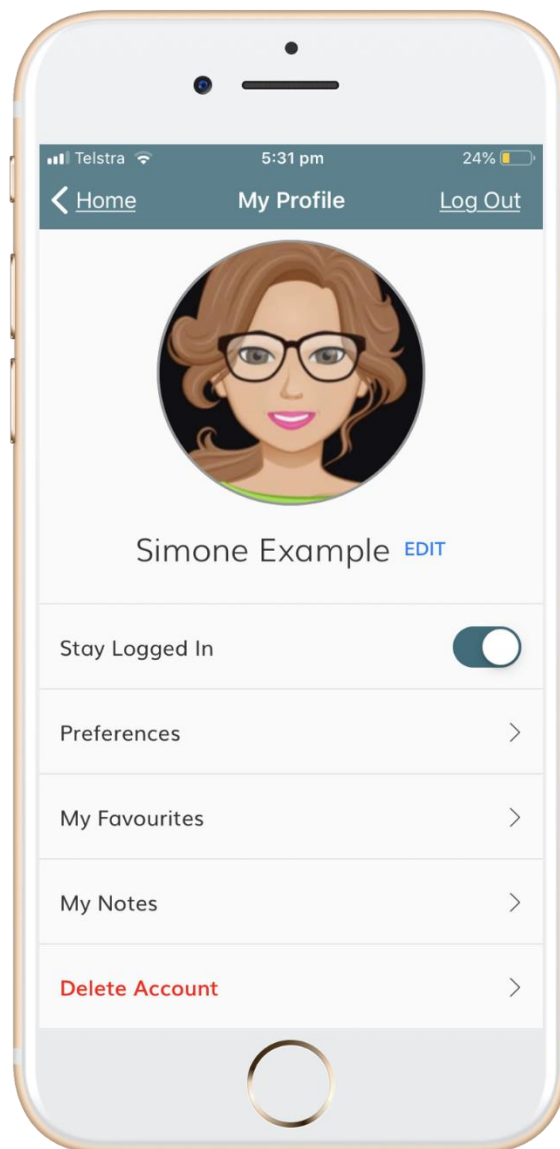 Telstra 5:31 pm 24%
Home My Profile Log Out
Simone Example EDIT
Stay Logged In
Preferences
My Favourites
My Notes
Delete Account